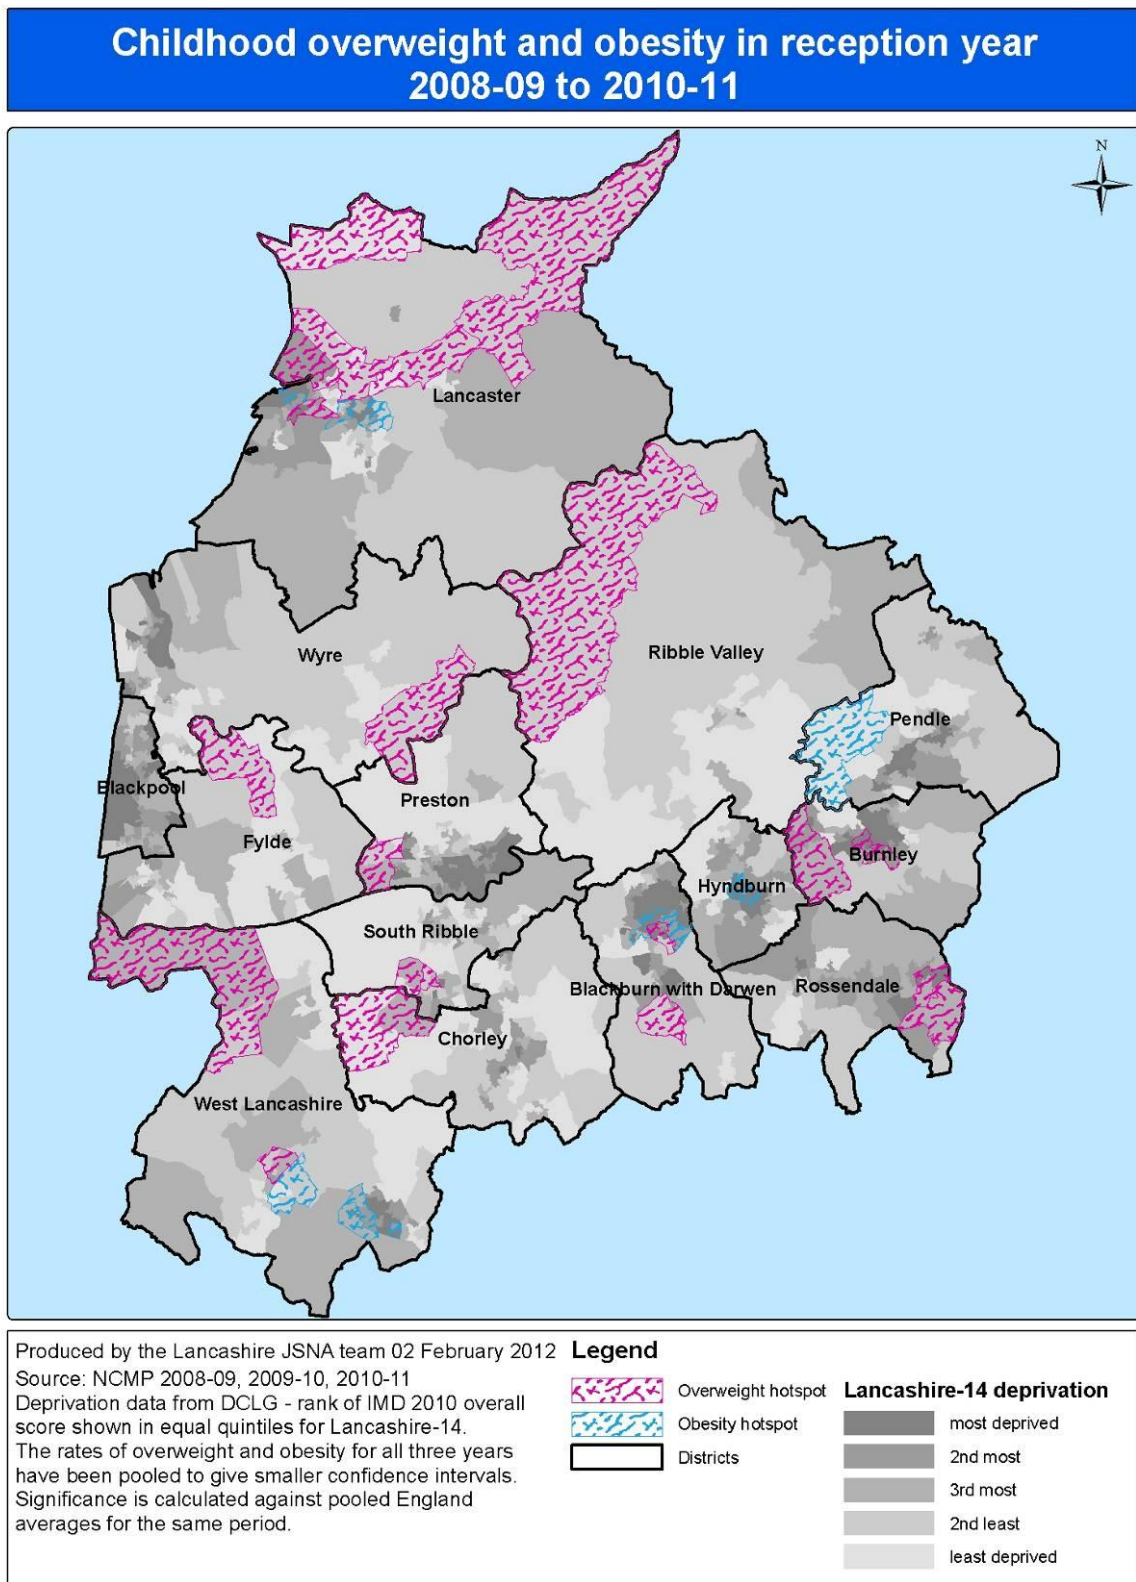 Childhood overweight and obesity in reception year
2008-09 to 2010-11
N
Lancaster
Wyre
Ribble Valley
Pendle
Blackpool
Preston
Fylde
Burnley
Hyndburn
South Ribble
Blackburn with Darwen
Rossendale
Chorley
West Lancashire
Produced by the Lancashire JSNA team 02 February 2012
Source: NCMP 2008-09, 2009-10, 2010-11
Deprivation data from DCLG - rank of IMD 2010 overall
score shown in equal quintiles for Lancashire-14.
The rates of overweight and obesity for all three years
have been pooled to give smaller confidence intervals.
Significance is calculated against pooled England
averages for the same period.
Legend
Overweight hotspot
Obesity hotspot
Districts
Lancashire-14 deprivation
most deprived
2nd most
3rd most
2nd least
least deprived